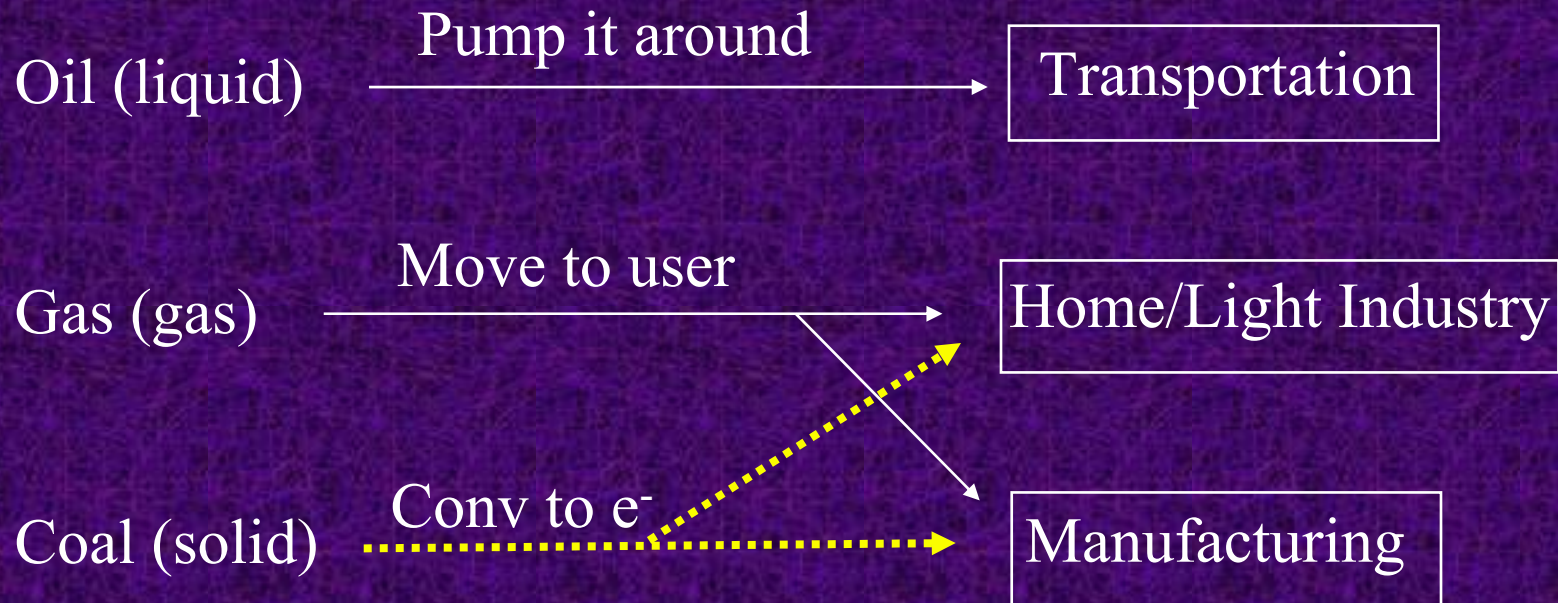 Oil (liquid) Pump it around Transportation
Gas (gas) Move to user Home/Light Industry
Coal (solid) Conv to e- Manufacturing